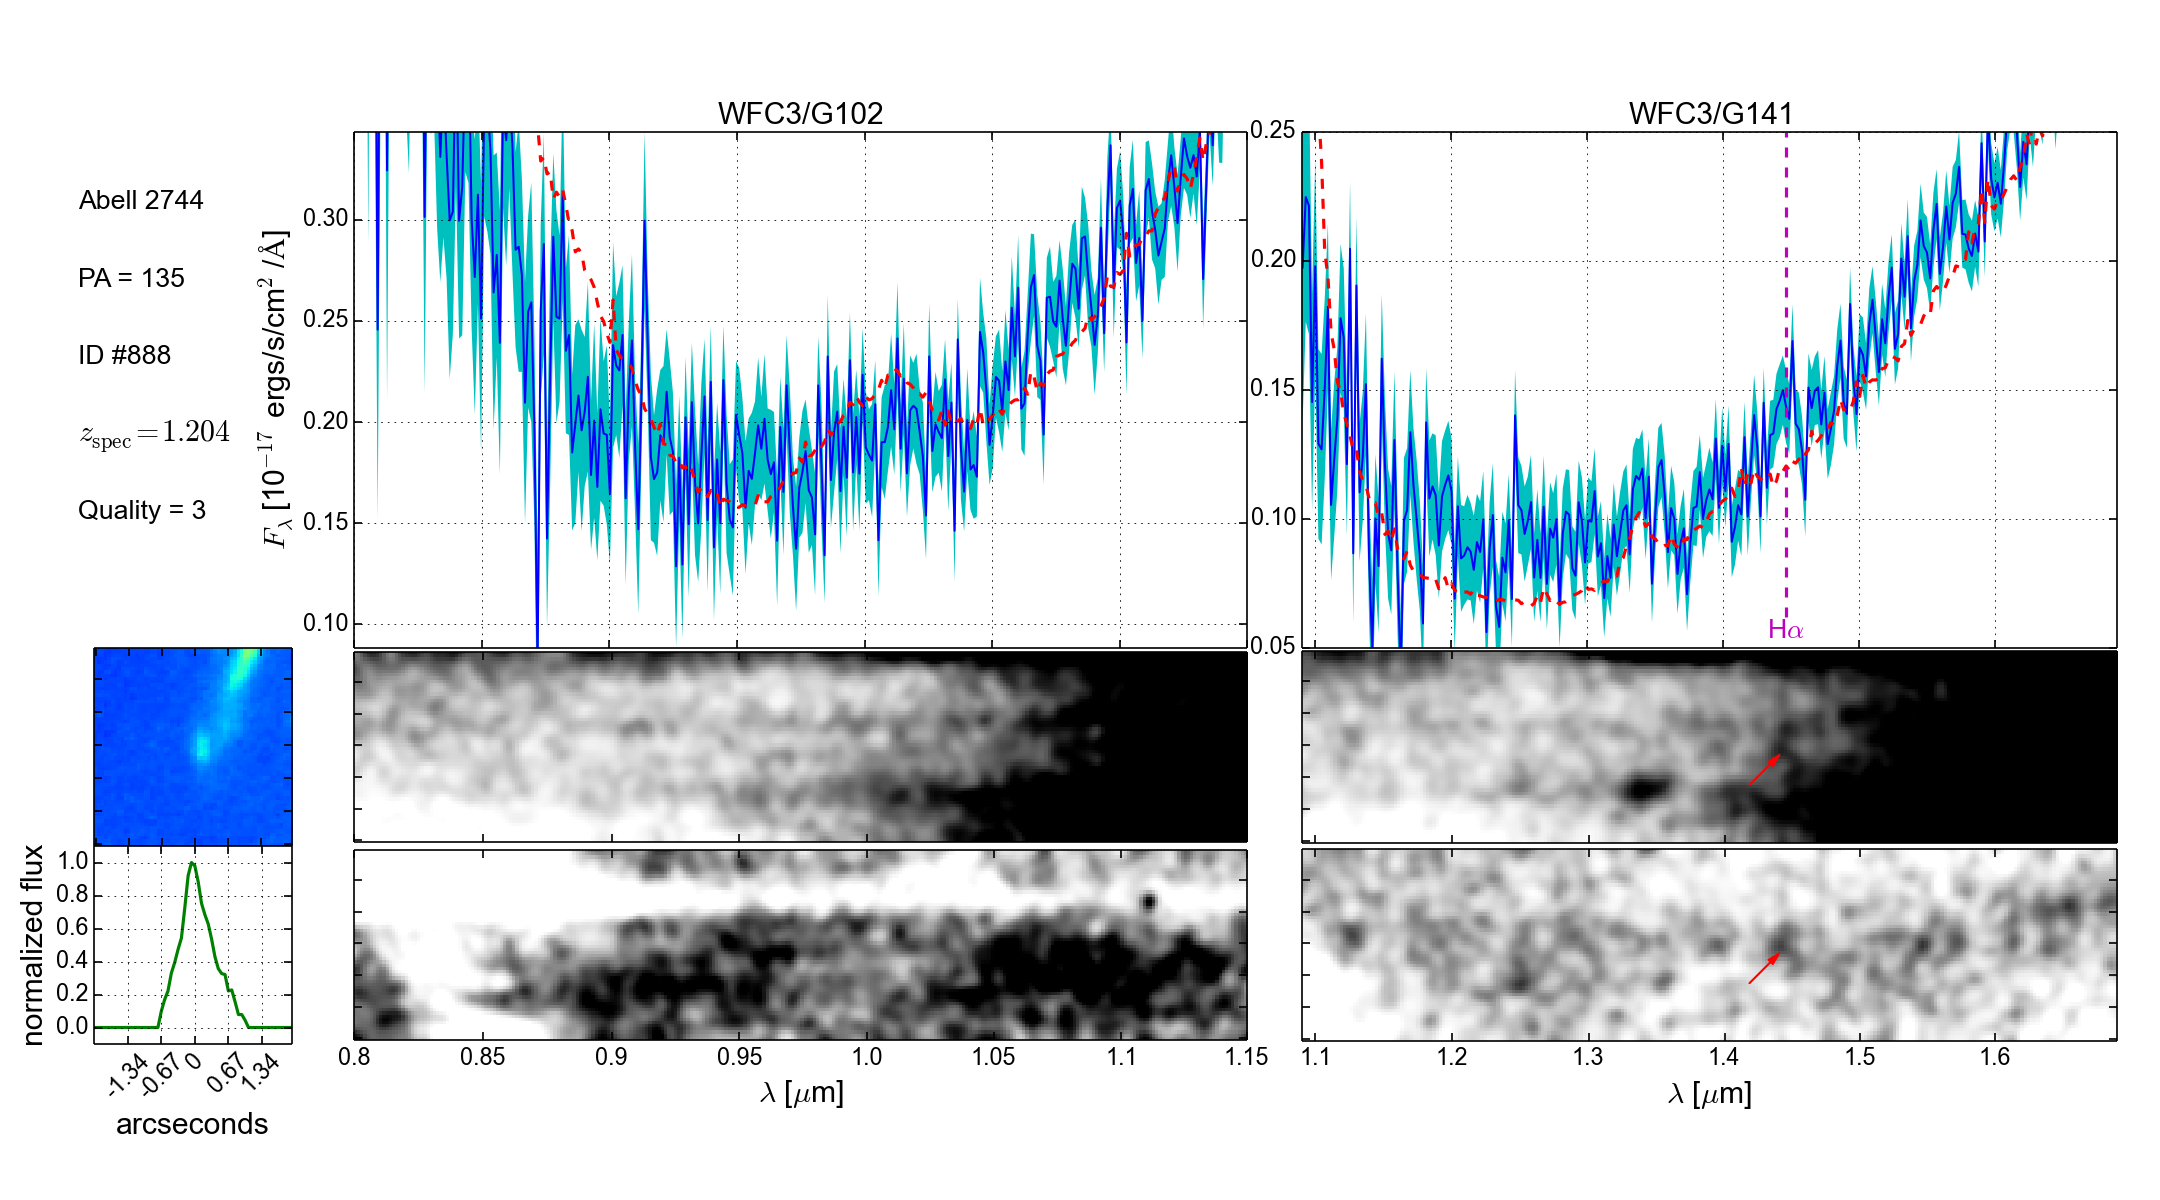 WFC3/G102
WFC3/G141
Abell 2744
PA = 135
ID #888
z_spec = 1.204
Quality = 3
F_λ [10^−17 ergs/s/cm^2 /Å]
0.30
0.25
0.20
0.15
0.10
0.25
0.20
0.15
0.10
0.05
Hα
normalized flux
1.0
0.8
0.6
0.4
0.2
0.0
-1.34 -0.67 0 0.67 1.34
arcseconds
0.8 0.85 0.9 0.95 1.0 1.05 1.1 1.15
λ [μm]
1.1 1.2 1.3 1.4 1.5 1.6
λ [μm]